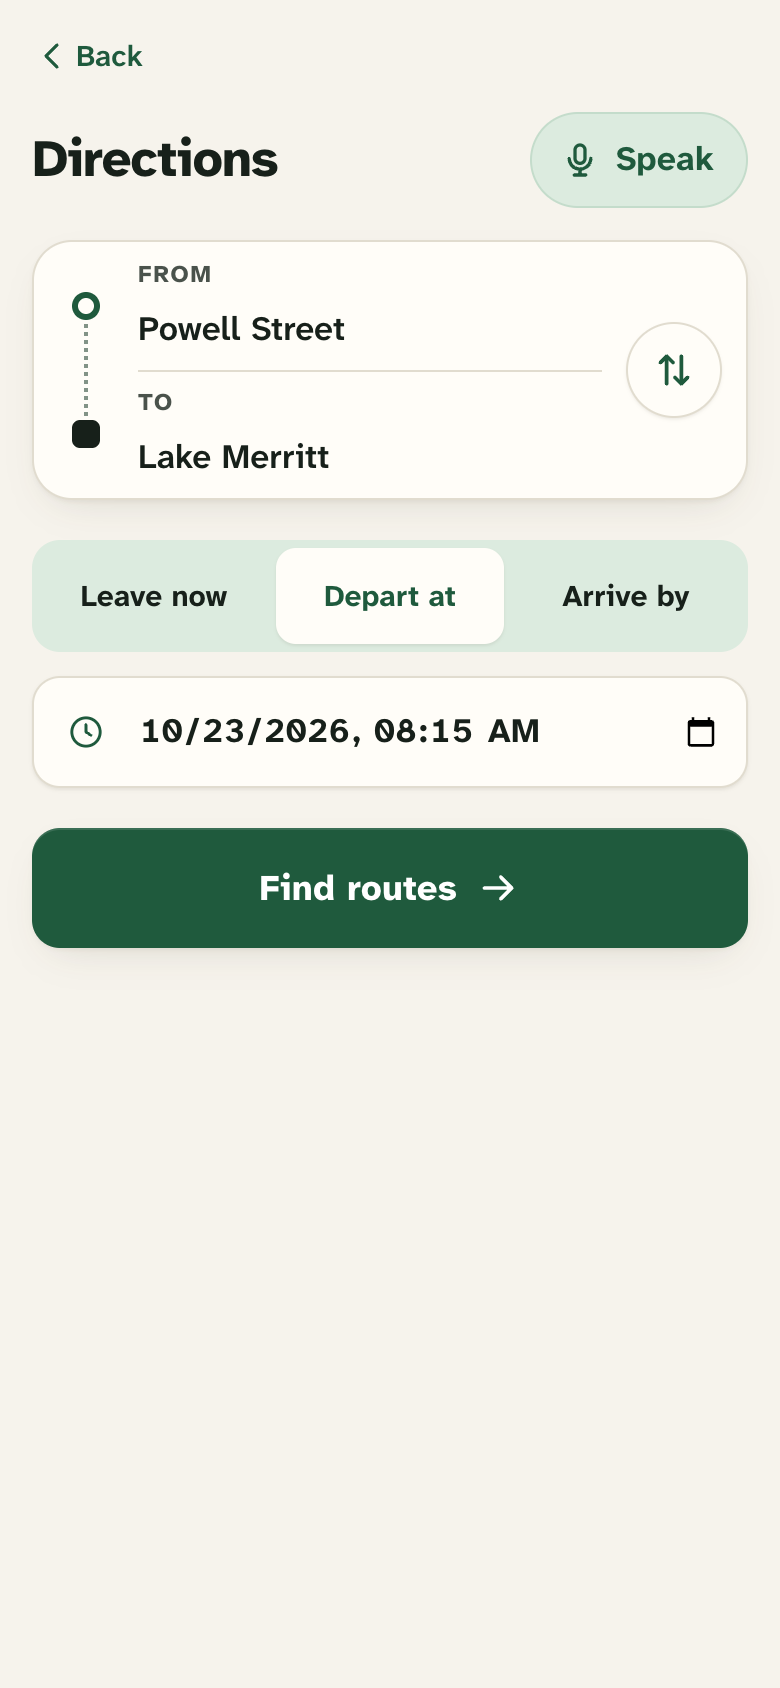 Back
Directions
Speak
FROM
Powell Street
TO
Lake Merritt
Leave now
Depart at
Arrive by
10/23/2026, 08:15 AM
Find routes